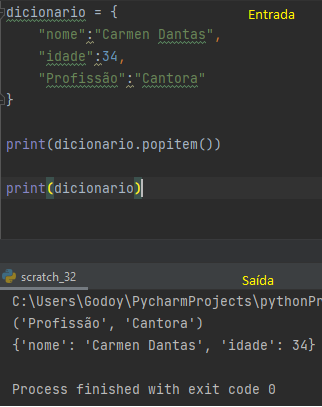 dicionario = {
Entrada
"nome":"Carmen Dantas",
"idade":34,
"Profissão":"Cantora"
}
print(dicionario.popitem())
print(dicionario)
scratch_32
Saída
C:\Users\Godoy\PycharmProjects\pythonPr
('Profissão', 'Cantora')
{'nome': 'Carmen Dantas', 'idade': 34}
Process finished with exit code 0